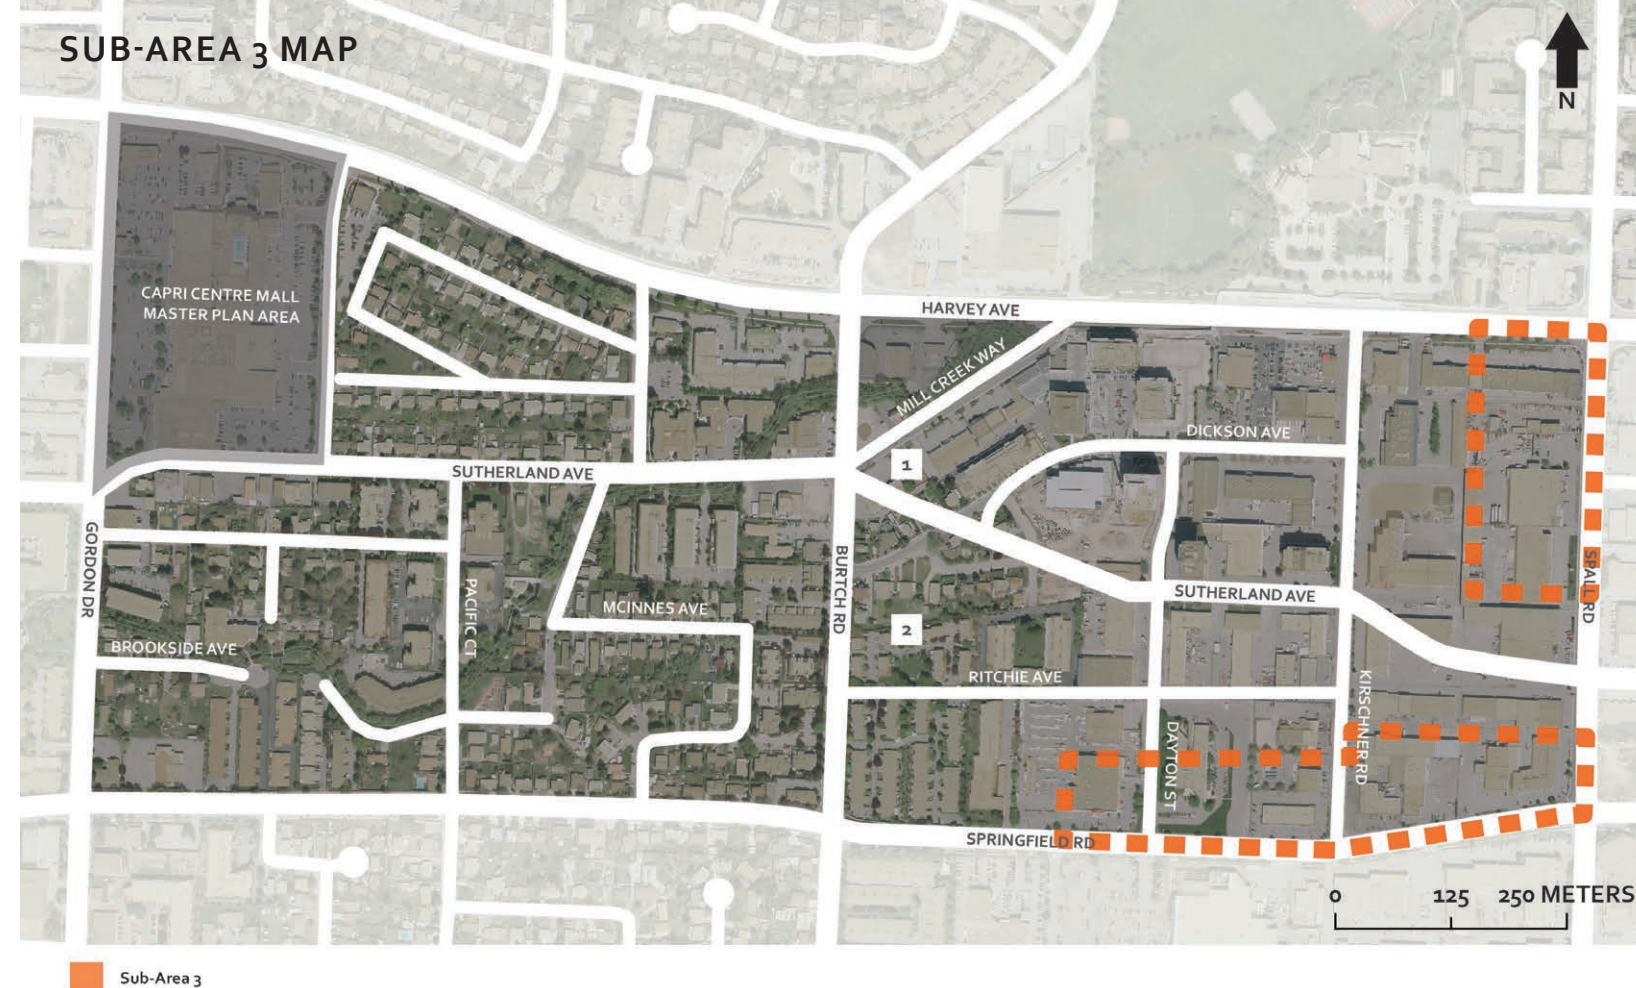 SUB-AREA 3 MAP
N
CAPRI CENTRE MALL
MASTER PLAN AREA
HARVEY AVE
MILL CREEK WAY
DICKSON AVE
1
SUTHERLAND AVE
GORDON DR
PACIFIC CT
BURTCH RD
SPALL RD
MCINNES AVE
SUTHERLAND AVE
2
BROOKSIDE AVE
RITCHIE AVE
KIRSCHNER RD
DAYTON ST
SPRINGFIELD RD
0 125 250 METERS
Sub-Area 3